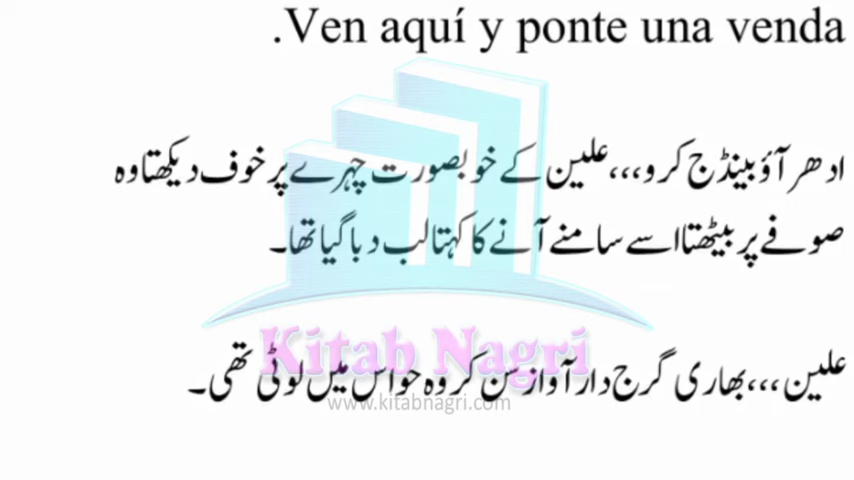 .Ven aquí y ponte una venda
ادھر آؤ بینڈج کرو،،،علین کے خوبصورت چہرے پر خوف دیکھتا وہ
صوفے پر بیٹھتا اسے سامنے آنے کا کہتا لب دبا گیا تھا۔
Kitab Nagri
علین،،،بھاری گرج دار آواز سن کر وہ حواس میں لوٹی تھی۔
www.kitabnagri.com